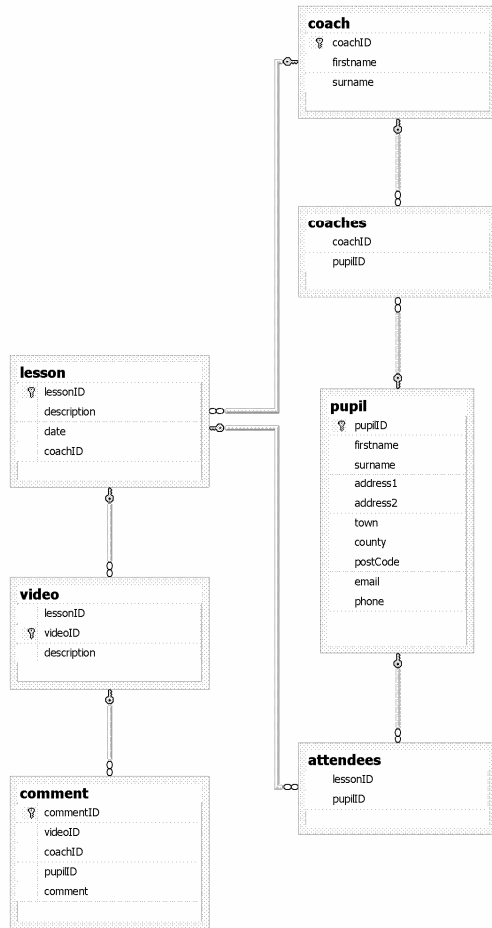 coach
coachID
firstname
surname
coaches
coachID
pupilID
lesson
lessonID
description
date
coachID
pupil
pupilID
firstname
surname
address1
address2
town
county
postCode
email
phone
video
lessonID
videoID
description
attendees
lessonID
pupilID
comment
commentID
videoID
coachID
pupilID
comment